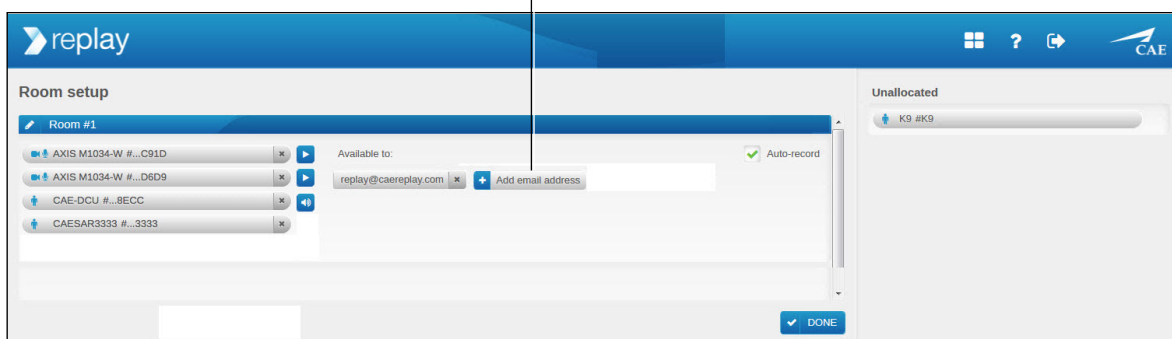 replay
CAE
Room setup
Unallocated
Room #1
K9 #K9
AXIS M1034-W #...C91D
Available to:
Auto-record
AXIS M1034-W #...D6D9
replay@caereplay.com
Add email address
CAE-DCU #...8ECC
CAESAR3333 #...3333
DONE